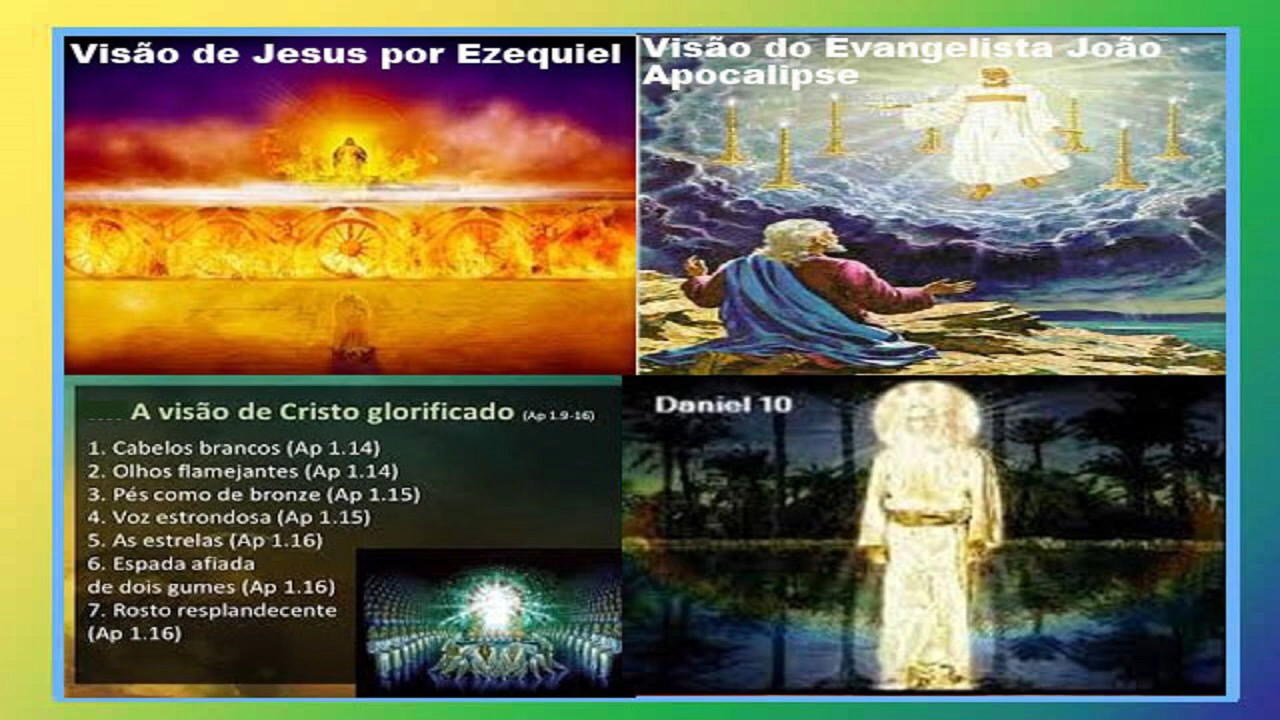 Visão de Jesus por Ezequiel
Visão do Evangelista João
Apocalipse
.... A visão de Cristo glorificado (Ap 1.9-16)
1. Cabelos brancos (Ap 1.14)
2. Olhos flamejantes (Ap 1.14)
3. Pés como de bronze (Ap 1.15)
4. Voz estrondosa (Ap 1.15)
5. As estrelas (Ap 1.16)
6. Espada afiada
de dois gumes (Ap 1.16)
7. Rosto resplandecente
(Ap 1.16)
Daniel 10